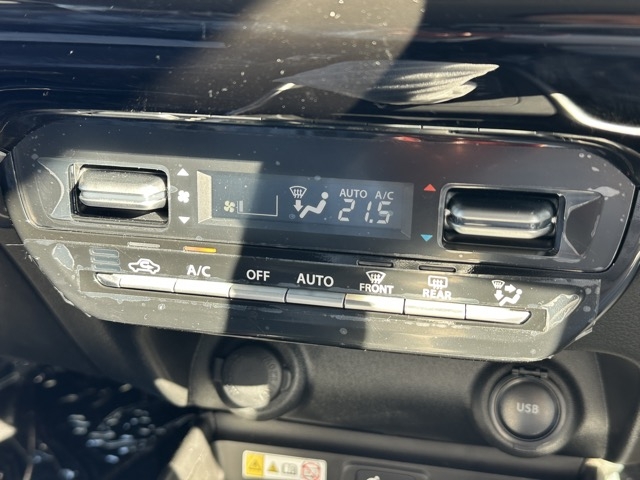 AUTO A/C
21.5
A/C OFF AUTO FRONT REAR
USB